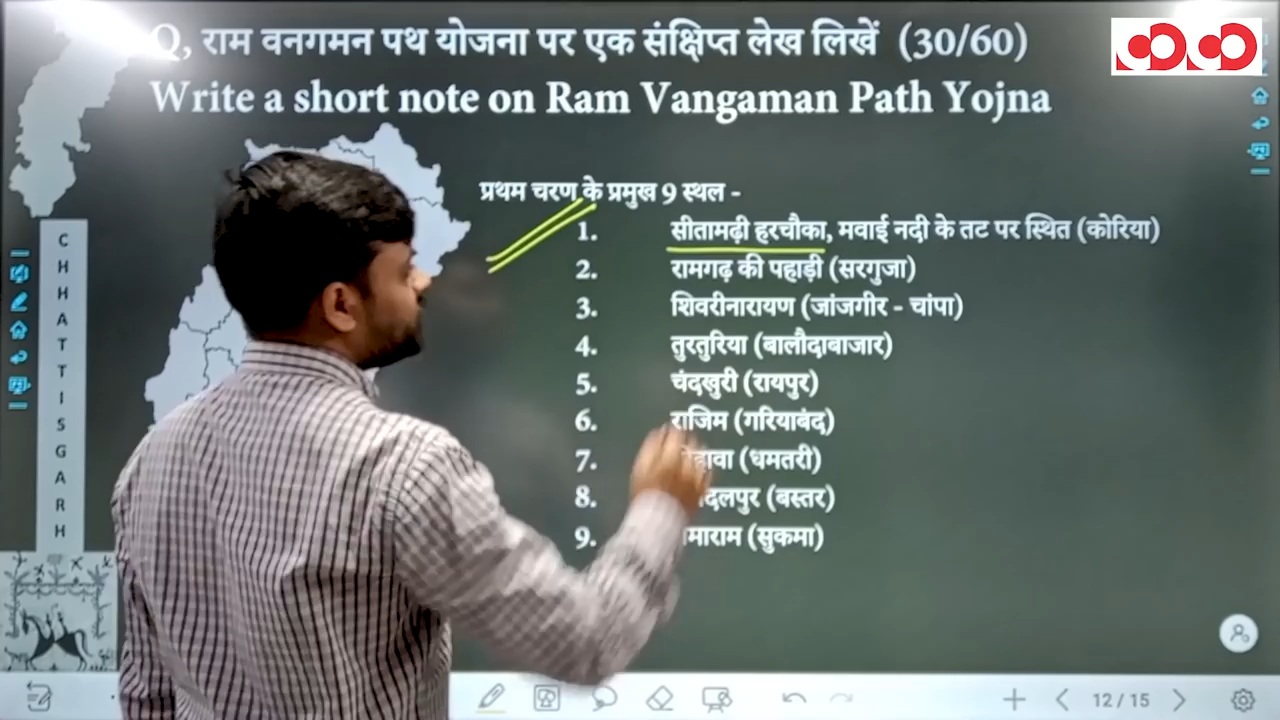 Q, राम वनगमन पथ योजना पर एक संक्षिप्त लेख लिखें (30/60)
Write a short note on Ram Vangaman Path Yojna
प्रथम चरण के प्रमुख 9 स्थल -
1. सीतामढ़ी हरचौका, मवाई नदी के तट पर स्थित (कोरिया)
2. रामगढ़ की पहाड़ी (सरगुजा)
3. शिवरीनारायण (जांजगीर - चांपा)
4. तुरतुरिया (बालौदाबाजार)
5. चंदखुरी (रायपुर)
6. राजिम (गरियाबंद)
7. (धमतरी)
8. (बस्तर)
9. (सुकमा)
CHHATTISGARH
12 / 15